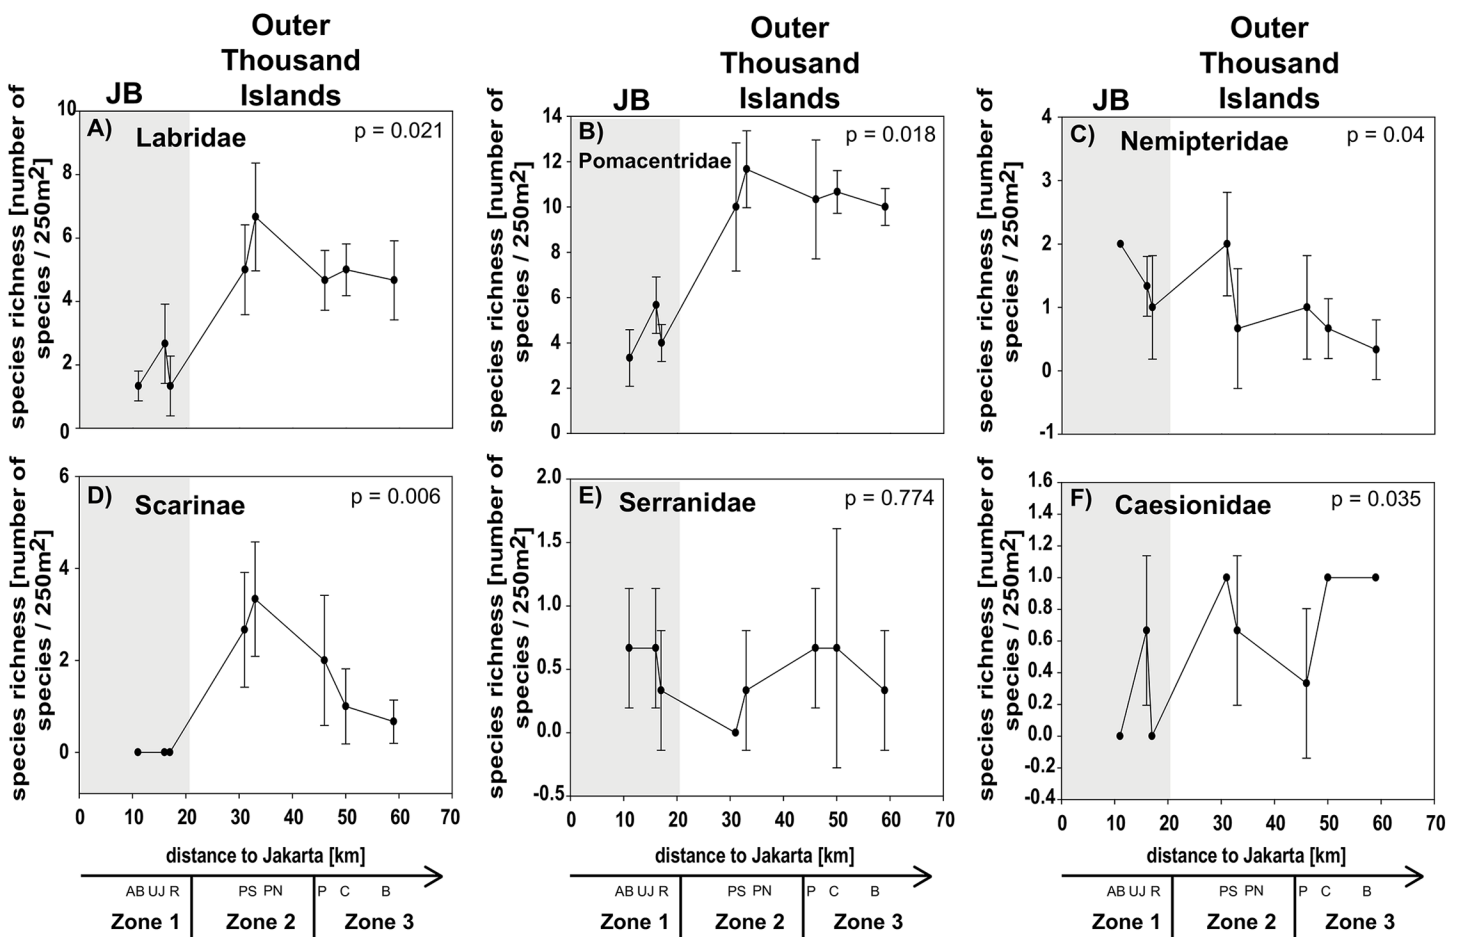 Outer
Thousand
Islands
JB
Outer
Thousand
Islands
JB
Outer
Thousand
Islands
JB
A)
Labridae
p = 0.021
species richness [number of
species / 250m2]
10
8
6
4
2
0
B)
Pomacentridae
p = 0.018
species richness [number of
species / 250m2]
14
12
10
8
6
4
2
0
C)
Nemipteridae
p = 0.04
species richness [number of
species / 250m2]
4
3
2
1
0
-1
D)
Scarinae
p = 0.006
species richness [number of
species / 250m2]
6
4
2
0
0 10 20 30 40 50 60 70
distance to Jakarta [km]
AB UJ R PS PN P C B
Zone 1 Zone 2 Zone 3
E)
Serranidae
p = 0.774
species richness [number of
species / 250m2]
2.0
1.5
1.0
0.5
0.0
-0.5
0 10 20 30 40 50 60 70
distance to Jakarta [km]
AB UJ R PS PN P C B
Zone 1 Zone 2 Zone 3
F)
Caesionidae
p = 0.035
species richness [number of
species / 250m2]
1.6
1.4
1.2
1.0
0.8
0.6
0.4
0.2
0.0
-0.2
-0.4
0 10 20 30 40 50 60 70
distance to Jakarta [km]
AB UJ R PS PN P C B
Zone 1 Zone 2 Zone 3